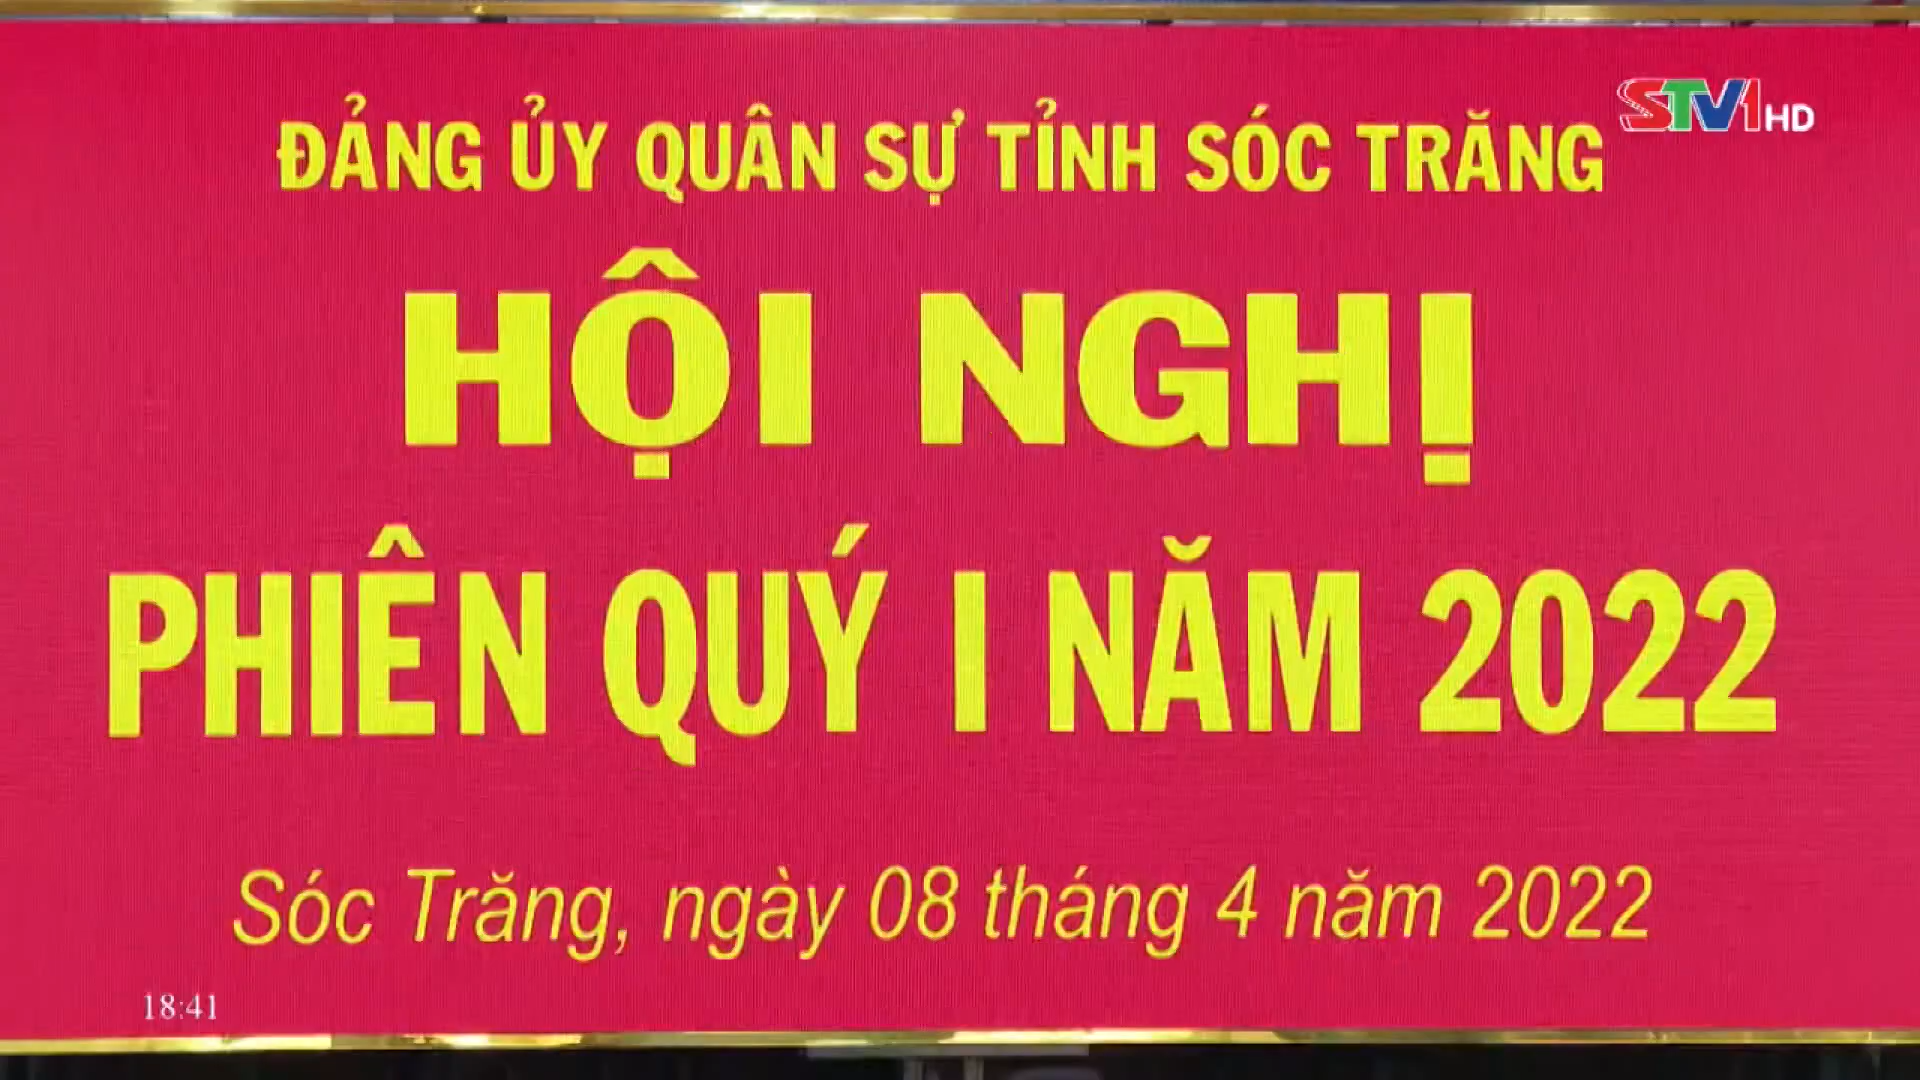 STV1 HD
ĐẢNG ỦY QUÂN SỰ TỈNH SÓC TRĂNG
HỘI NGHỊ
PHIÊN QUÝ I NĂM 2022
Sóc Trăng, ngày 08 tháng 4 năm 2022
18:41